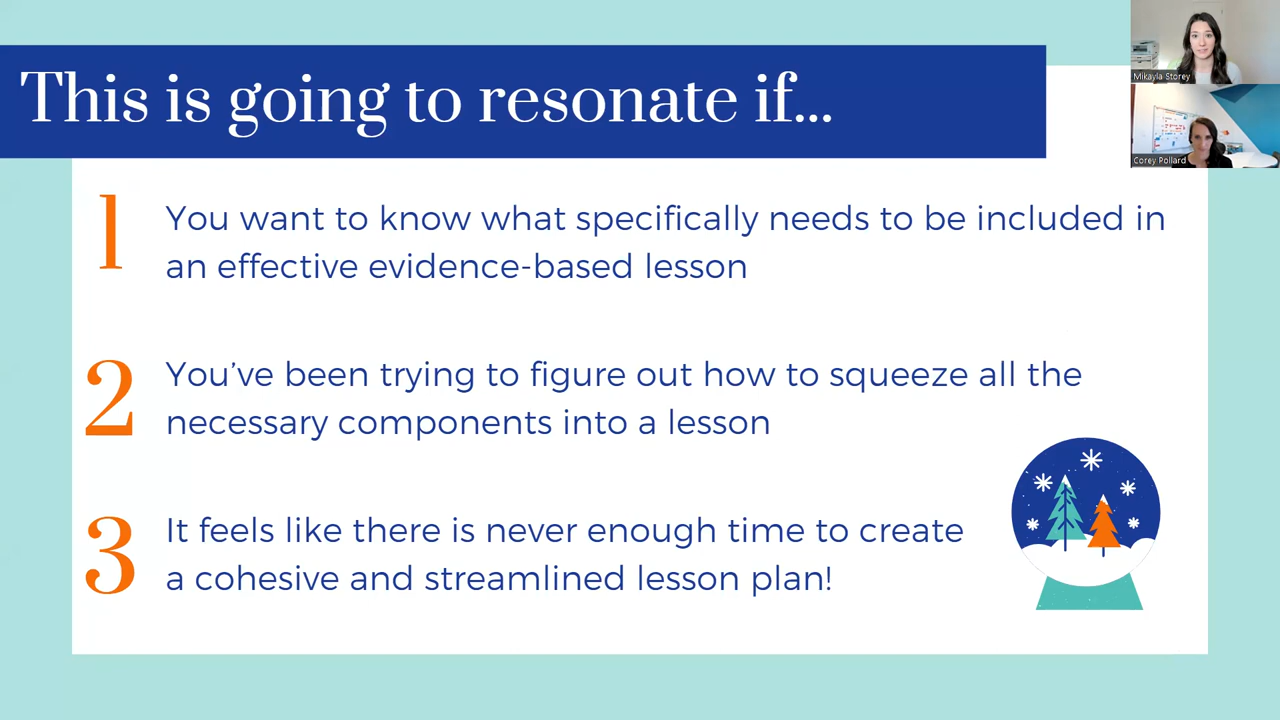 This is going to resonate if...
Mikayla Storey
Corey Pollard
1
You want to know what specifically needs to be included in
an effective evidence-based lesson
2
You've been trying to figure out how to squeeze all the
necessary components into a lesson
3
It feels like there is never enough time to create
a cohesive and streamlined lesson plan!